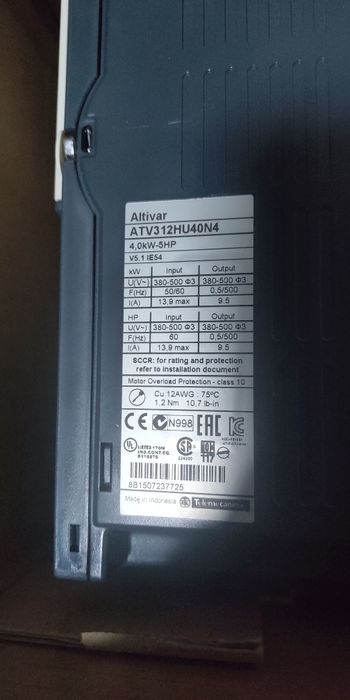 Altivar
ATV312HU40N4
4,0kW-5HP
V5.1 IE54
kW Input Output
U(V~) 380-500 Φ3 380-500 Φ3
F(Hz) 50/60 0,5/500
I(A) 13,9 max 9.5
HP Input Output
U(V~) 380-500 Φ3 380-500 Φ3
F(Hz) 60 0,5/500
I(A) 13,9 max 9.5
SCCR: for rating and protection
refer to installation document
Motor Overload Protection - class 10
Cu 12AWG : 75ºC
1,2 Nm 10,7 lb-in
CE N998 EAC
8B1507237725
Made in Indonesia Telemecanique